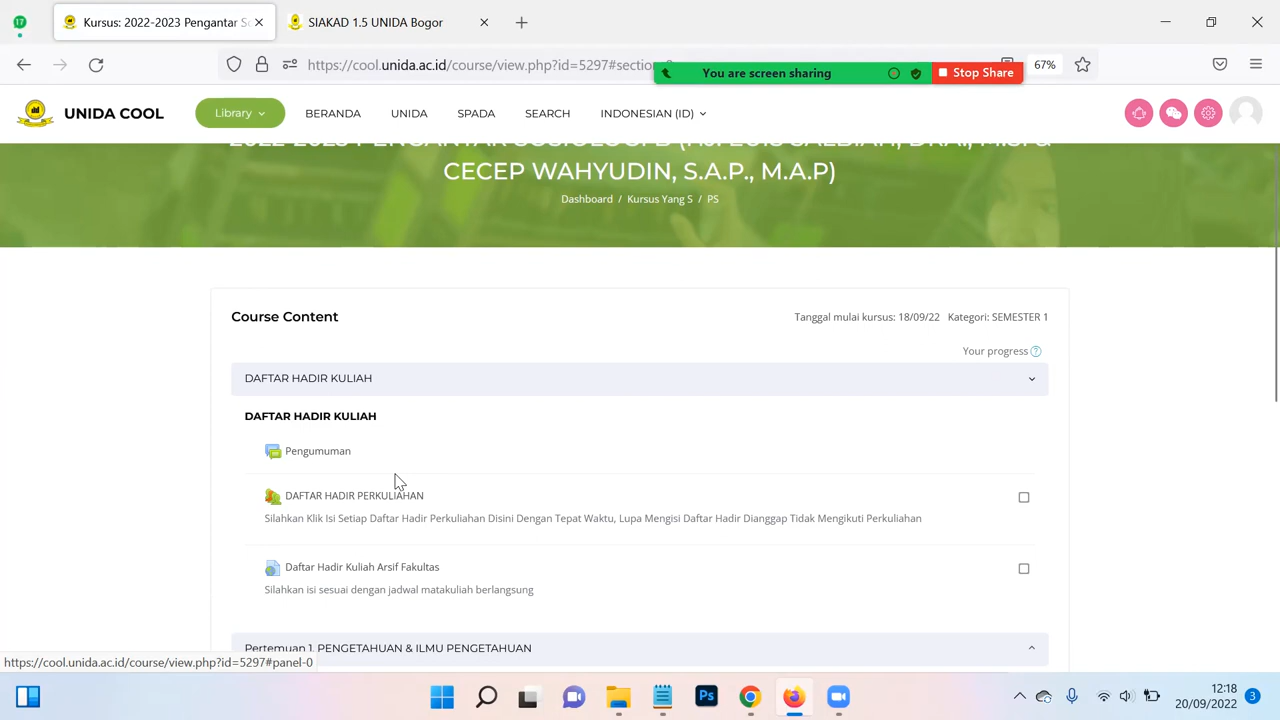 17
Kursus: 2022-2023 Pengantar So
SIAKAD 1.5 UNIDA Bogor
https://cool.unida.ac.id/course/view.php?id=5297#section
You are screen sharing
Stop Share
67%
UNIDA COOL
Library
BERANDA
UNIDA
SPADA
SEARCH
INDONESIAN (ID)
CECEP WAHYUDIN, S.A.P., M.A.P)
Dashboard / Kursus Yang S / PS
Course Content
Tanggal mulai kursus: 18/09/22 Kategori: SEMESTER 1
Your progress
DAFTAR HADIR KULIAH
DAFTAR HADIR KULIAH
Pengumuman
DAFTAR HADIR PERKULIAHAN
Silahkan Klik Isi Setiap Daftar Hadir Perkuliahan Disini Dengan Tepat Waktu, Lupa Mengisi Daftar Hadir Dianggap Tidak Mengikuti Perkuliahan
Daftar Hadir Kuliah Arsif Fakultas
Silahkan isi sesuai dengan jadwal matakuliah berlangsung
Pertemuan 1. PENGETAHUAN & ILMU PENGETAHUAN
https://cool.unida.ac.id/course/view.php?id=5297#panel-0
Ps
12:18
20/09/2022
3